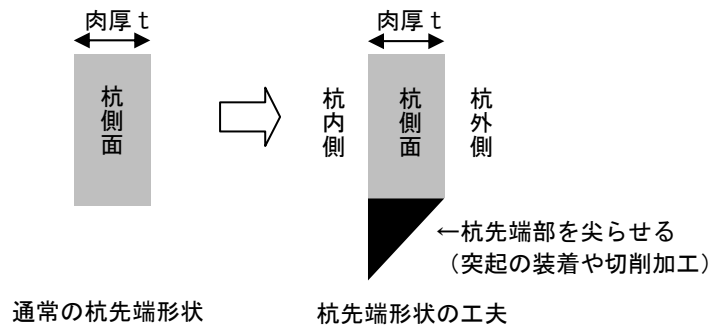 肉厚t
杭側面
通常の杭先端形状
肉厚t
杭内側
杭側面
杭外側
←杭先端部を尖らせる
（突起の装着や切削加工）
杭先端形状の工夫